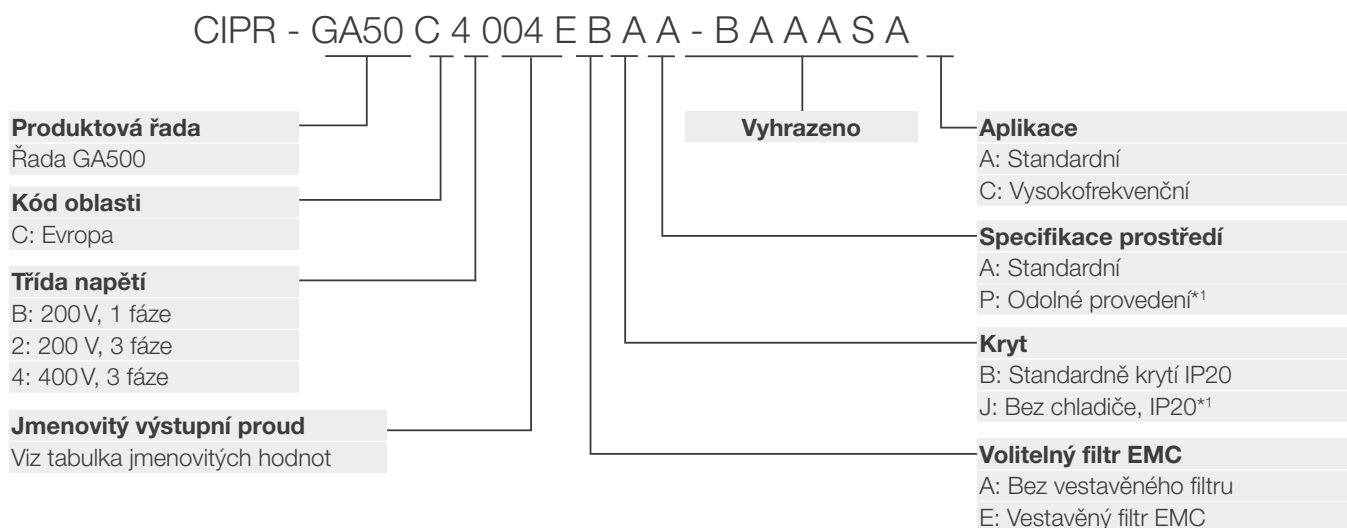 CIPR - GA50 C 4 004 E B A A - B A A A S A
Produktová řada
Řada GA500
Kód oblasti
C: Evropa
Třída napětí
B: 200 V, 1 fáze
2: 200 V, 3 fáze
4: 400 V, 3 fáze
Jmenovitý výstupní proud
Viz tabulka jmenovitých hodnot
Vyhrazeno
Aplikace
A: Standardní
C: Vysokofrekvenční
Specifikace prostředí
A: Standardní
P: Odolné provedení*1
Kryt
B: Standardně krytí IP20
J: Bez chladiče, IP20*1
Volitelný filtr EMC
A: Bez vestavěného filtru
E: Vestavěný filtr EMC